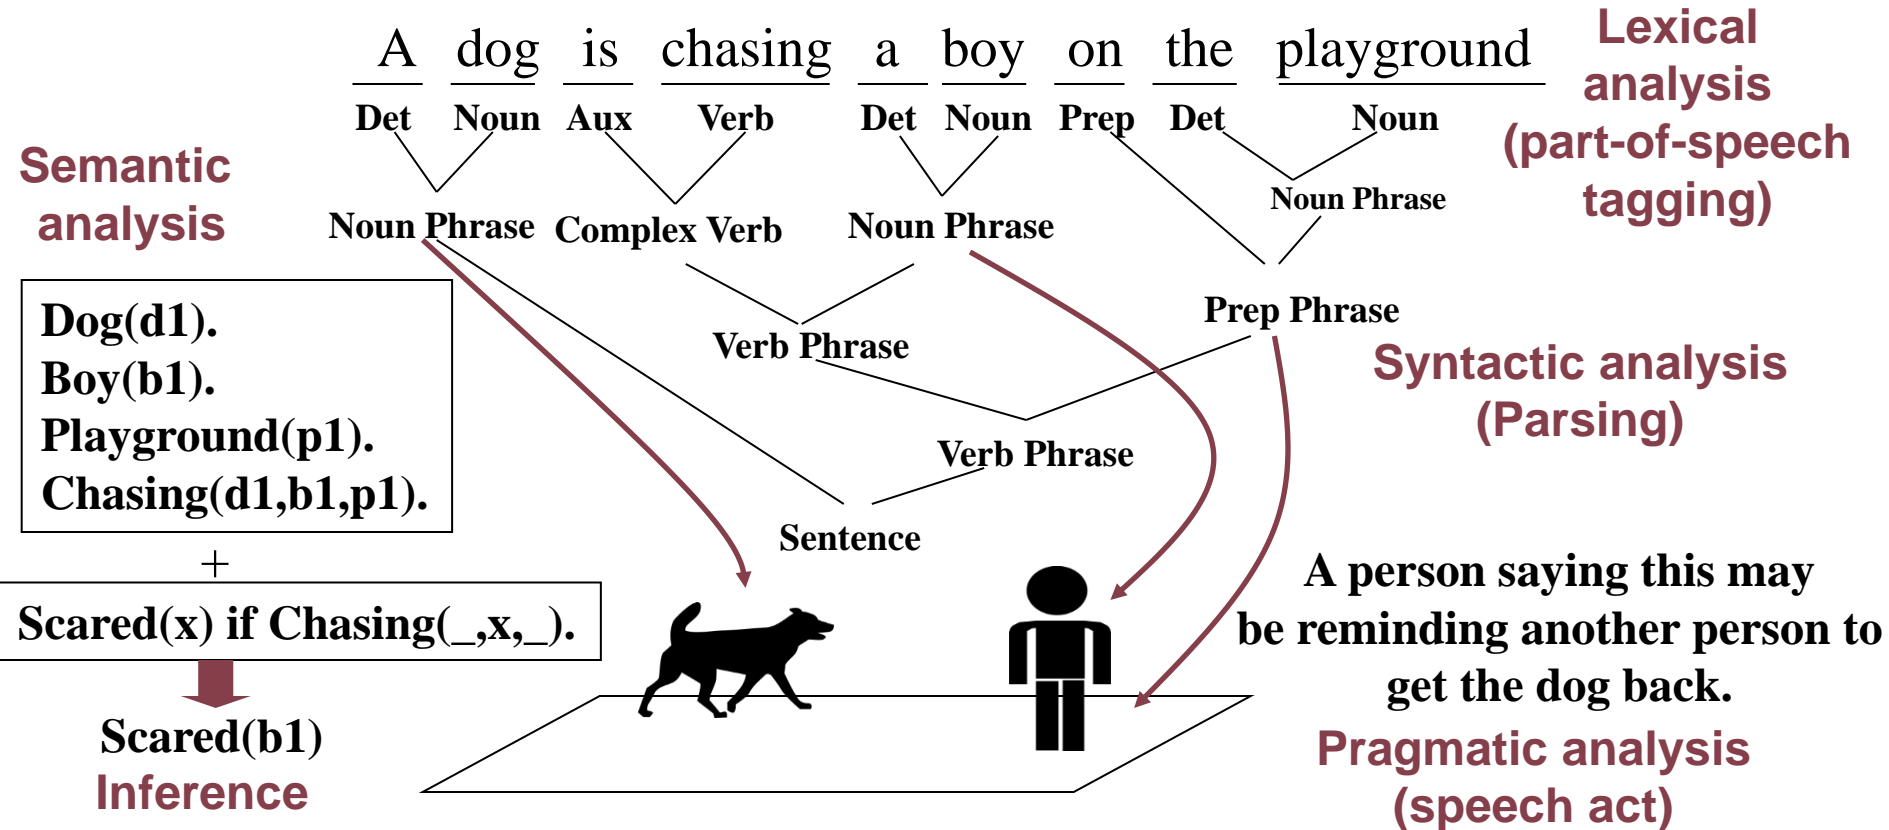 A dog is chasing a boy on the playground
Lexical
analysis
(part-of-speech
tagging)
Det Noun Aux Verb Det Noun Prep Det Noun
Semantic
analysis
Noun Phrase
Noun Phrase Complex Verb Noun Phrase
Dog(d1).
Boy(b1).
Playground(p1).
Chasing(d1,b1,p1).
Prep Phrase
Verb Phrase
Syntactic analysis
(Parsing)
Verb Phrase
Sentence
+
Scared(x) if Chasing(_,x,_).
Scared(b1)
Inference
A person saying this may
be reminding another person to
get the dog back.
Pragmatic analysis
(speech act)